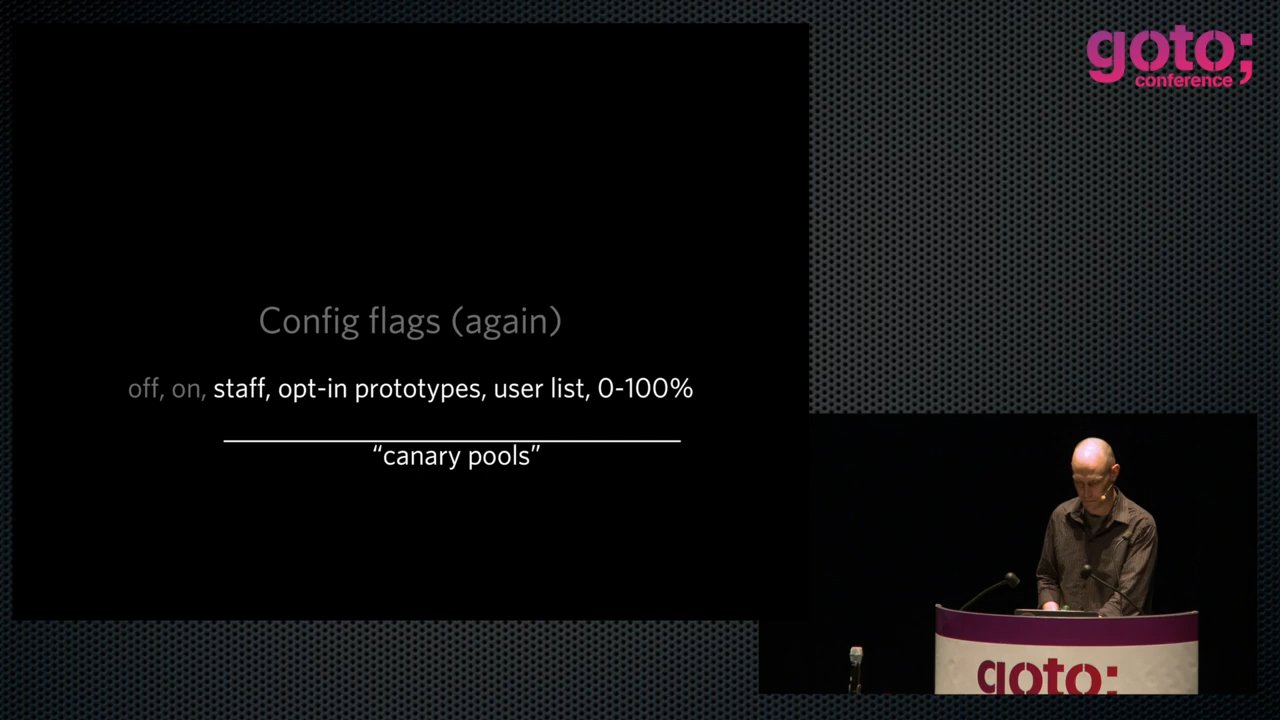 goto;
conference
Config flags (again)
off, on, staff, opt-in prototypes, user list, 0-100%
“canary pools”
goto;